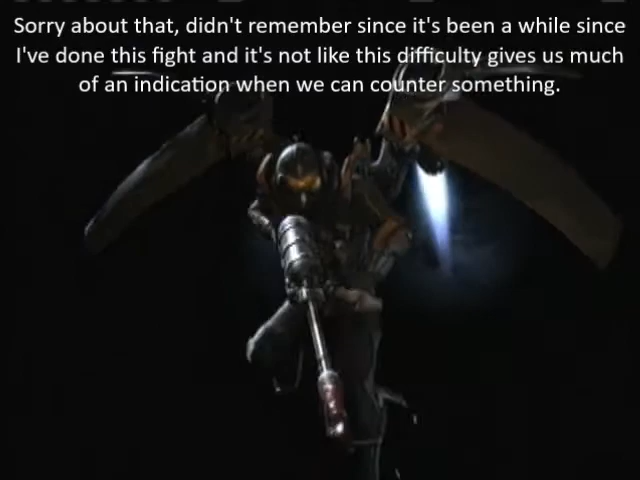 Sorry about that, didn't remember since it's been a while since
I've done this fight and it's not like this difficulty gives us much
of an indication when we can counter something.